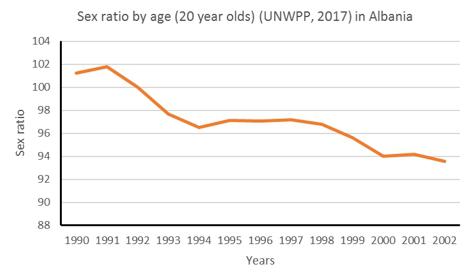 Sex ratio by age (20 year olds) (UNWPP, 2017) in Albania
104
102
100
98
96
94
92
90
88
Sex ratio
1990 1991 1992 1993 1994 1995 1996 1997 1998 1999 2000 2001 2002
Years